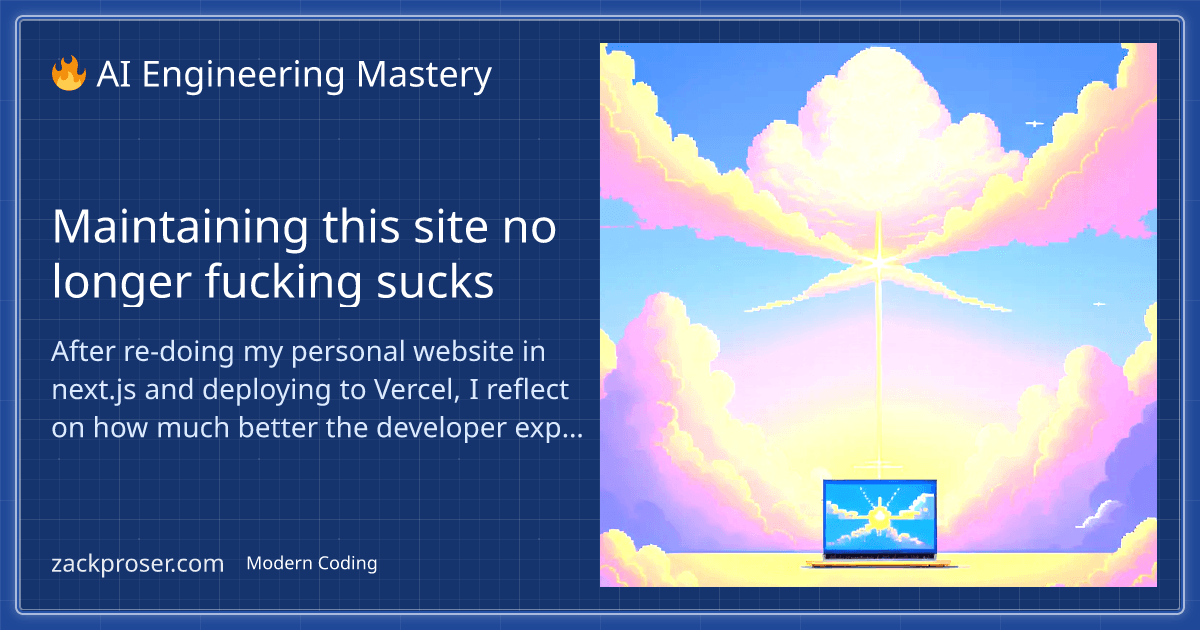 🔥 AI Engineering Mastery
Maintaining this site no
longer fucking sucks
After re-doing my personal website in
next.js and deploying to Vercel, I reflect
on how much better the developer exp...
zackproser.com Modern Coding